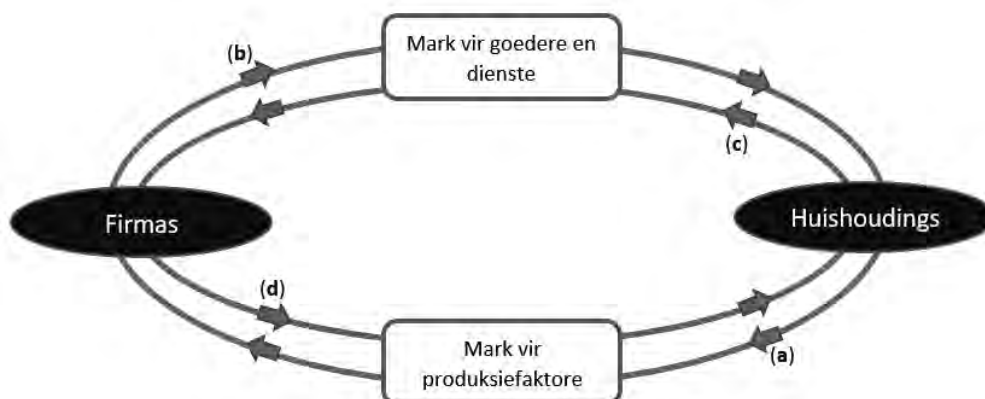 (b)
Mark vir goedere en
dienste
(c)
Firmas
Huishoudings
(d)
Mark vir
produksiefaktore
(a)